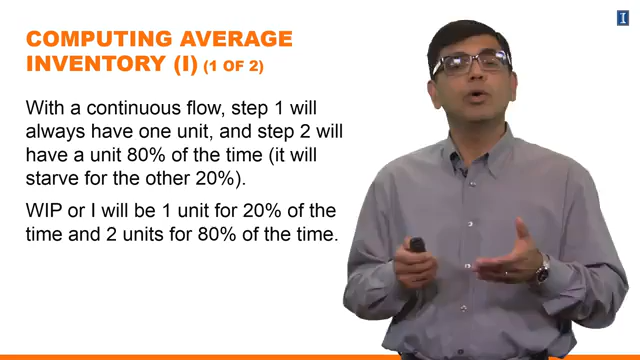 COMPUTING AVERAGE
INVENTORY (I) (1 OF 2)
With a continuous flow, step 1 will
always have one unit, and step 2 will
have a unit 80% of the time (it will
starve for the other 20%).
WIP or I will be 1 unit for 20% of the
time and 2 units for 80% of the time.
I